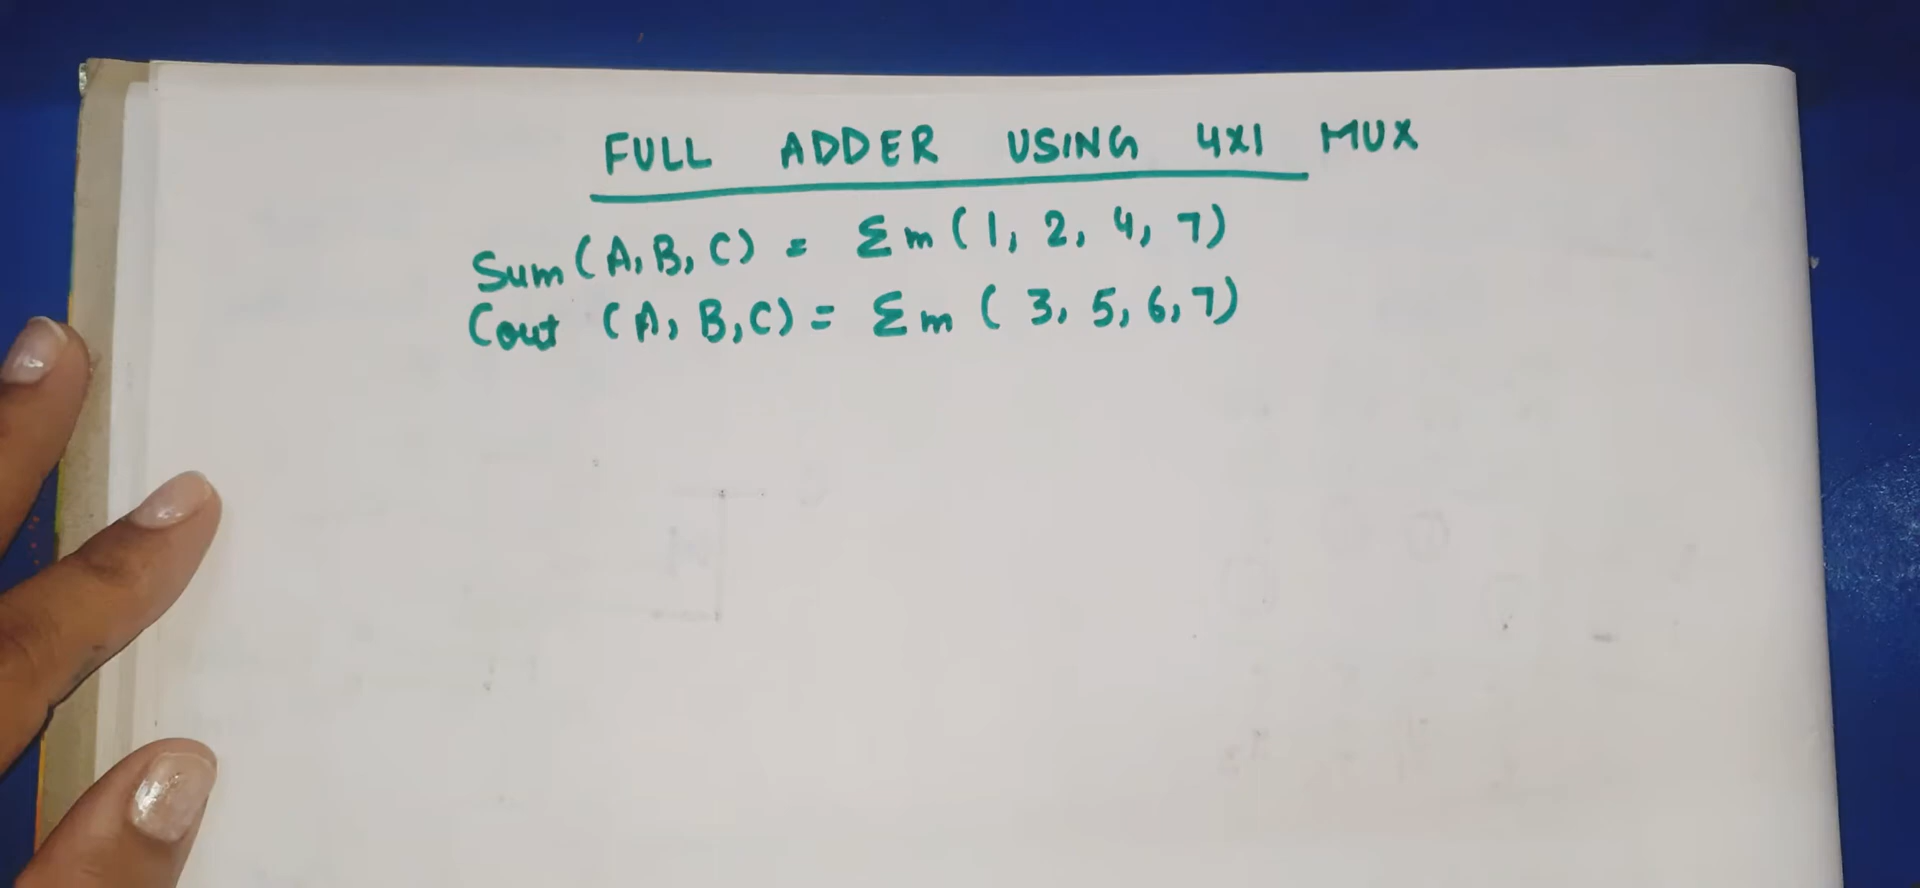 FULL ADDER USING 4X1 MUX
Sum (A, B, C) = Σm (1, 2, 4, 7)
Cout (A, B, C) = Σm ( 3, 5, 6, 7)